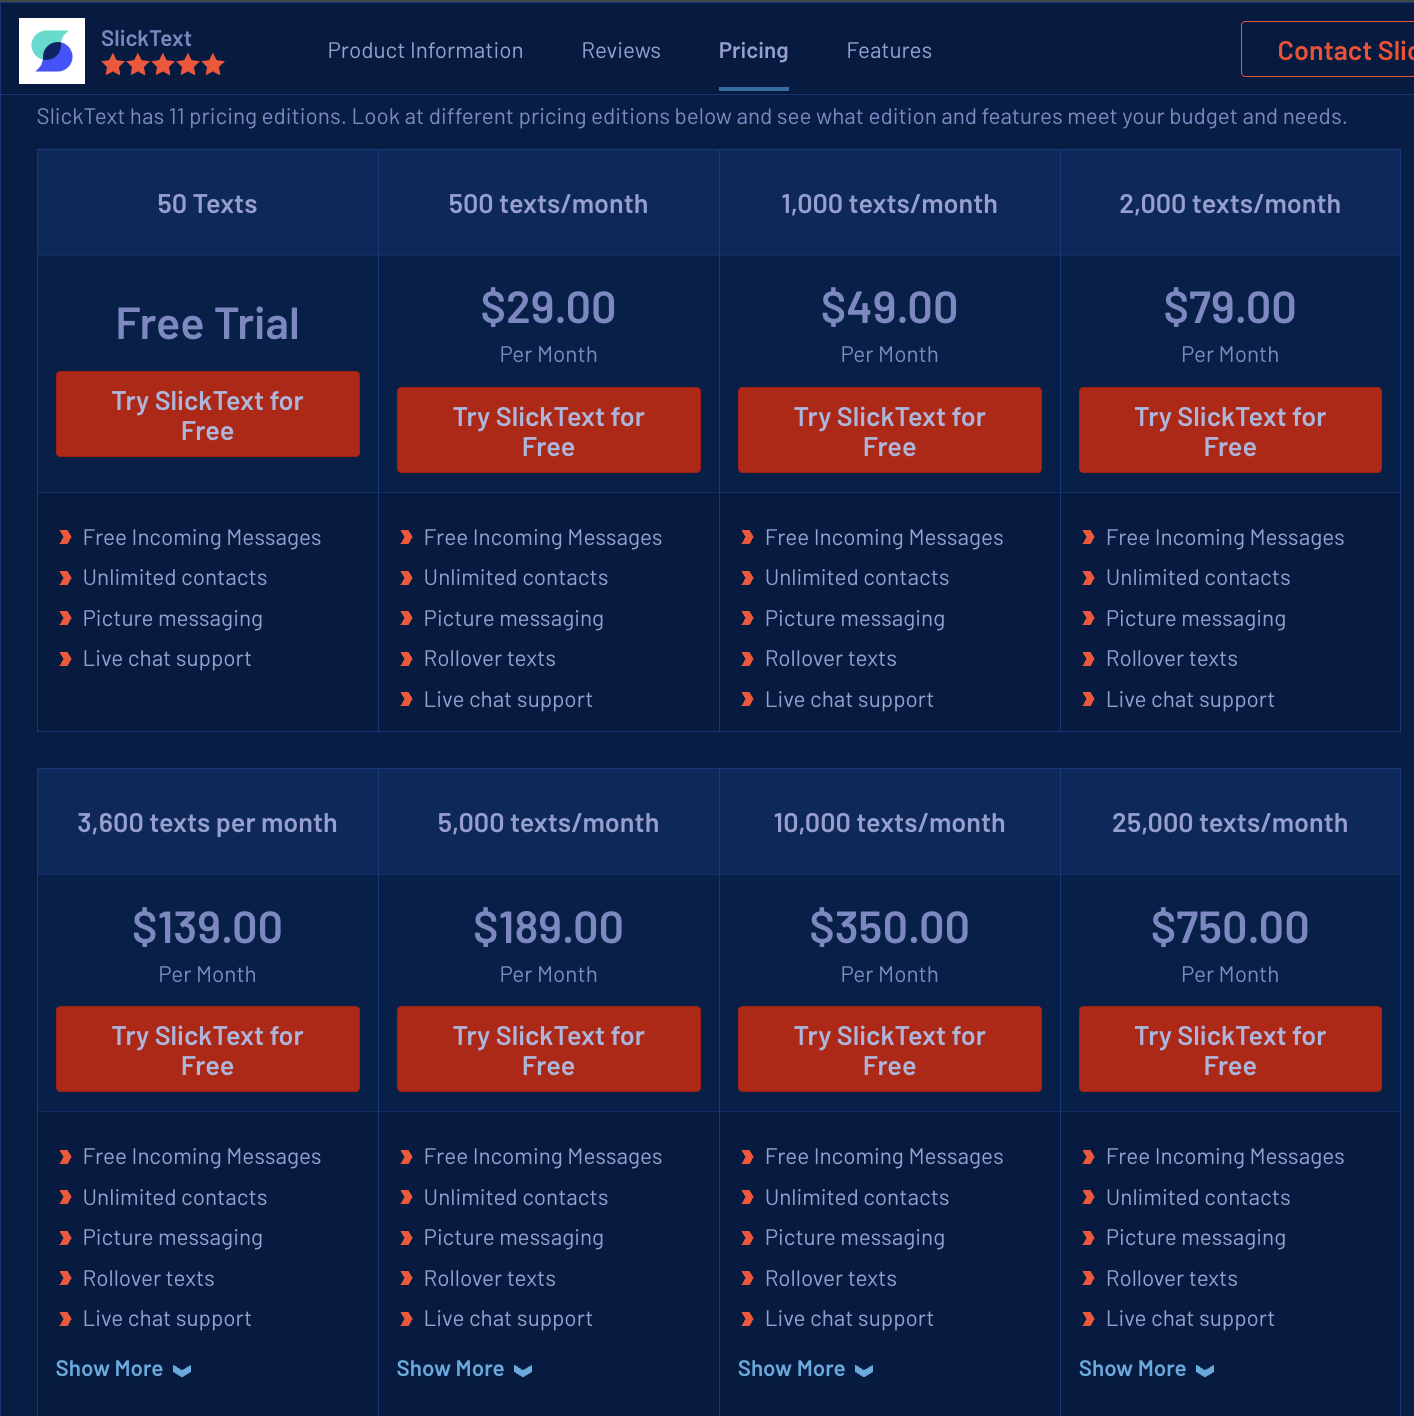 SlickText
Product Information
Reviews
Pricing
Features
Contact Slic
SlickText has 11 pricing editions. Look at different pricing editions below and see what edition and features meet your budget and needs.
50 Texts
Free Trial
Try SlickText for
Free
Free Incoming Messages
Unlimited contacts
Picture messaging
Live chat support
500 texts/month
$29.00
Per Month
Try SlickText for
Free
Free Incoming Messages
Unlimited contacts
Picture messaging
Rollover texts
Live chat support
1,000 texts/month
$49.00
Per Month
Try SlickText for
Free
Free Incoming Messages
Unlimited contacts
Picture messaging
Rollover texts
Live chat support
2,000 texts/month
$79.00
Per Month
Try SlickText for
Free
Free Incoming Messages
Unlimited contacts
Picture messaging
Rollover texts
Live chat support
3,600 texts per month
$139.00
Per Month
Try SlickText for
Free
Free Incoming Messages
Unlimited contacts
Picture messaging
Rollover texts
Live chat support
Show More
5,000 texts/month
$189.00
Per Month
Try SlickText for
Free
Free Incoming Messages
Unlimited contacts
Picture messaging
Rollover texts
Live chat support
Show More
10,000 texts/month
$350.00
Per Month
Try SlickText for
Free
Free Incoming Messages
Unlimited contacts
Picture messaging
Rollover texts
Live chat support
Show More
25,000 texts/month
$750.00
Per Month
Try SlickText for
Free
Free Incoming Messages
Unlimited contacts
Picture messaging
Rollover texts
Live chat support
Show More